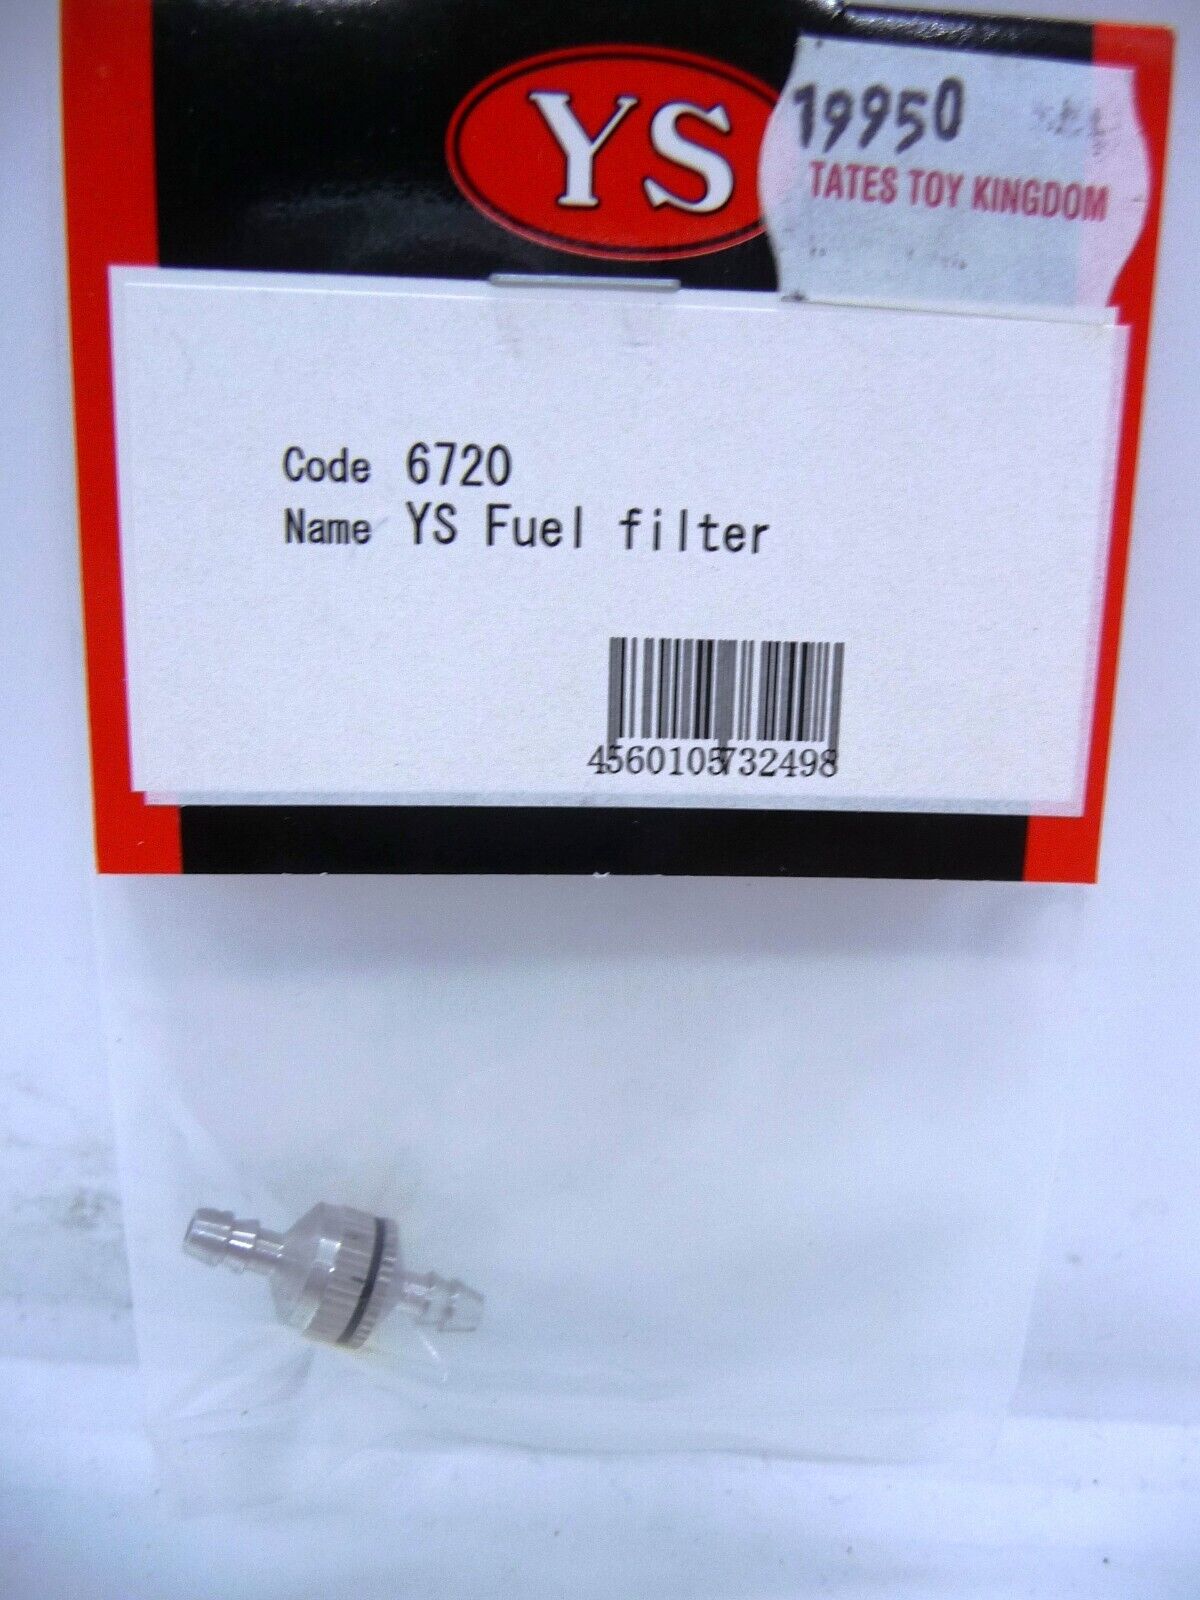 YS
19950
TATES TOY KINGDOM
Code 6720
Name YS Fuel filter
4560105732498